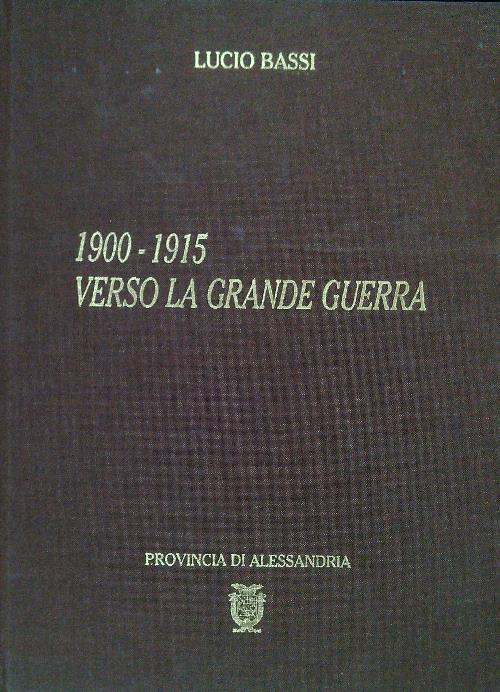 LUCIO BASSI
1900 - 1915
VERSO LA GRANDE GUERRA
PROVINCIA DI ALESSANDRIA